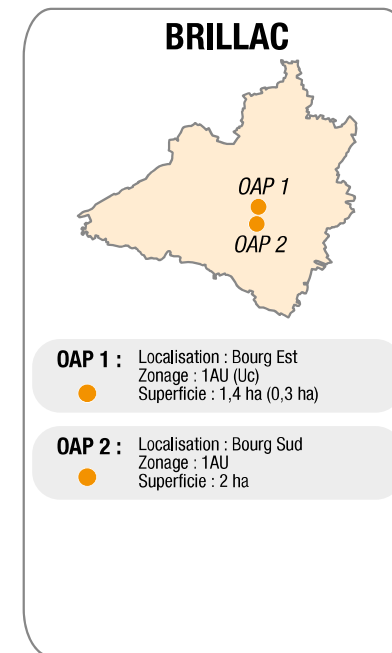 BRILLAC
OAP 1
OAP 2
OAP 1 : Localisation : Bourg Est
Zonage : 1AU (Uc)
Superficie : 1,4 ha (0,3 ha)
OAP 2 : Localisation : Bourg Sud
Zonage : 1AU
Superficie : 2 ha